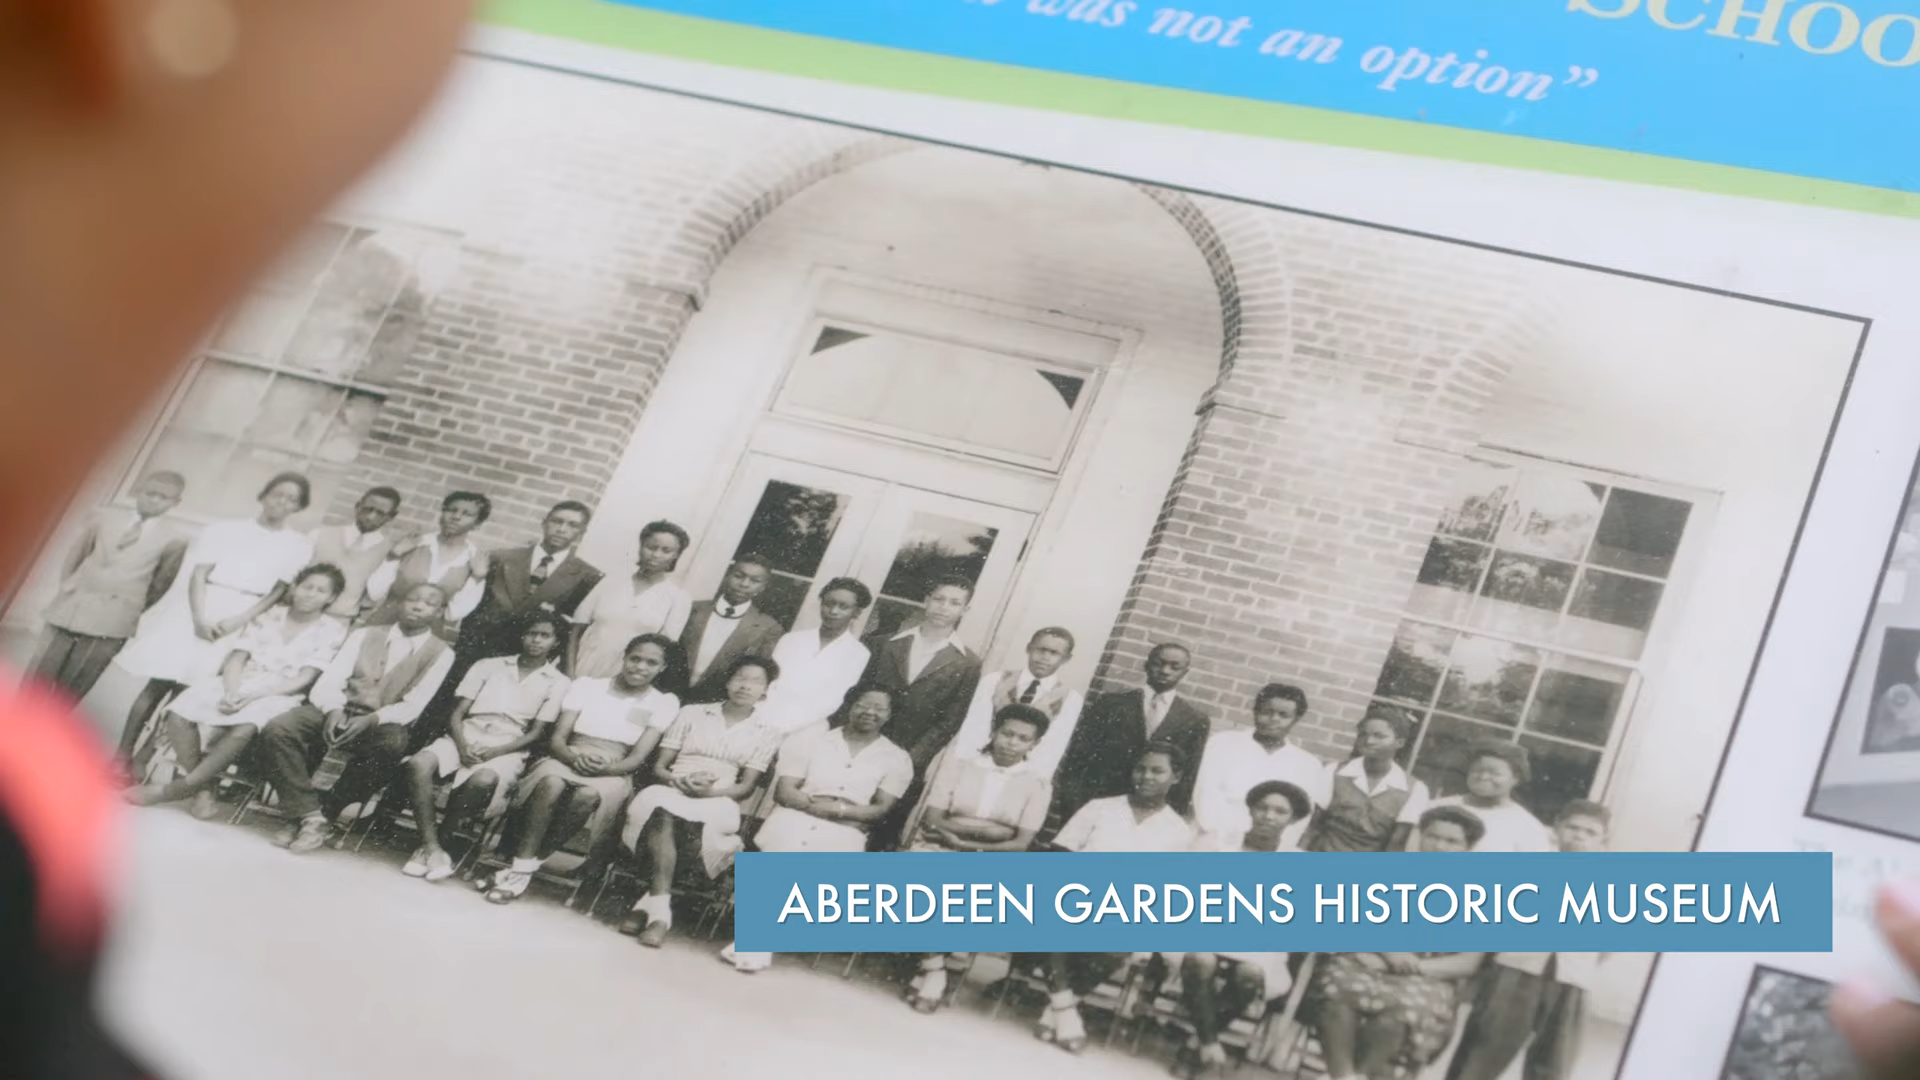 SCHOO
was not an option”
ABERDEEN GARDENS HISTORIC MUSEUM